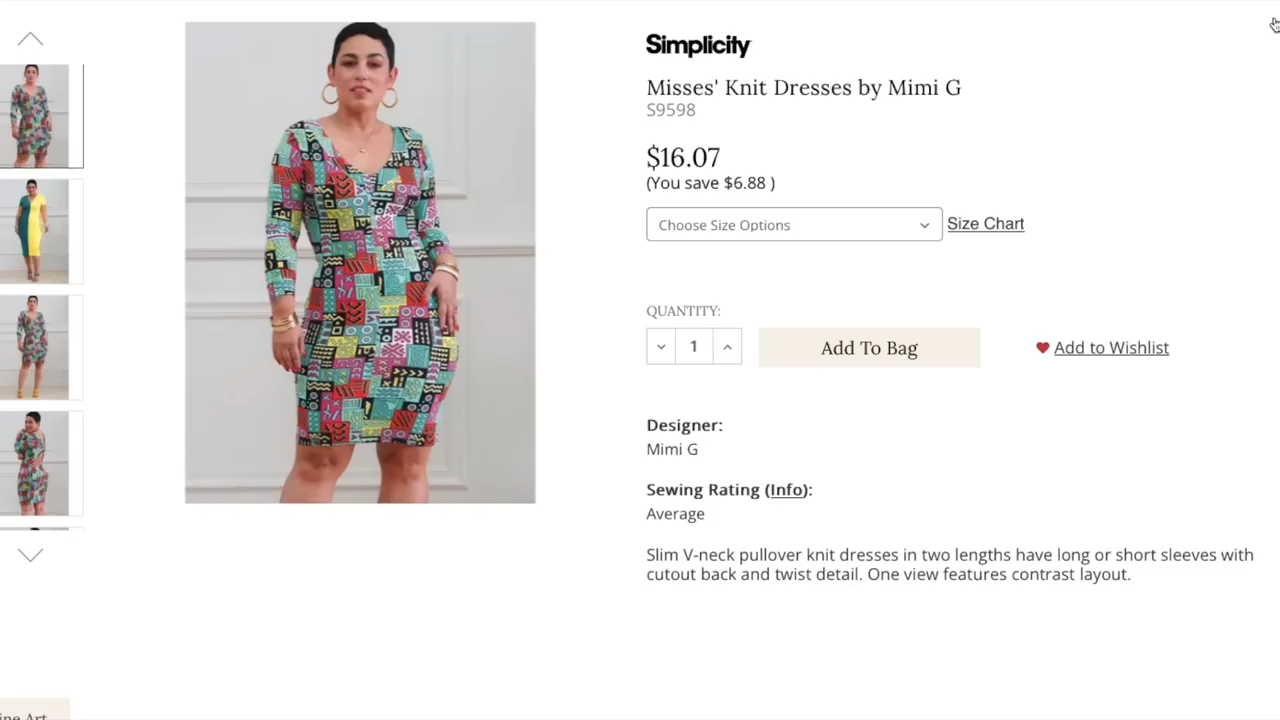 Simplicity
Misses' Knit Dresses by Mimi G
S9598
$16.07
(You save $6.88 )
Choose Size Options
Size Chart
QUANTITY:
1
Add To Bag
Add to Wishlist
Designer:
Mimi G
Sewing Rating (Info):
Average
Slim V-neck pullover knit dresses in two lengths have long or short sleeves with
cutout back and twist detail. One view features contrast layout.
Art